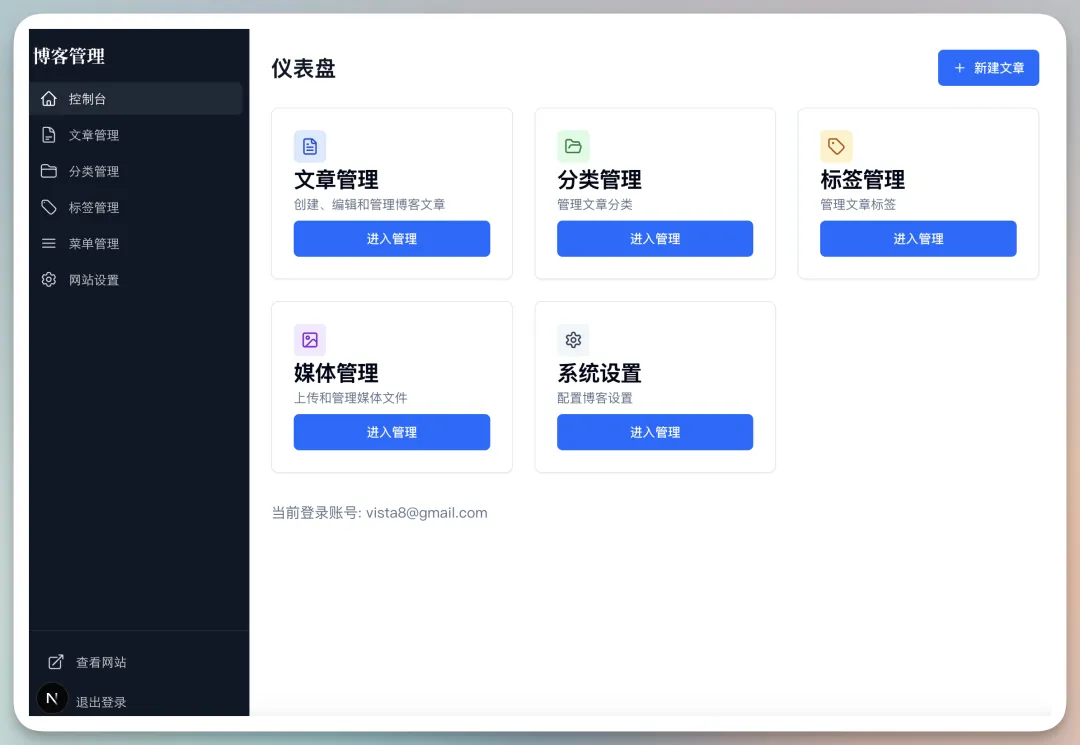 博客管理
控制台
文章管理
分类管理
标签管理
菜单管理
网站设置
查看网站
N
退出登录
仪表盘
+ 新建文章
文章管理
创建、编辑和管理博客文章
进入管理
分类管理
管理文章分类
进入管理
标签管理
管理文章标签
进入管理
媒体管理
上传和管理媒体文件
进入管理
系统设置
配置博客设置
进入管理
当前登录账号: vista8@gmail.com